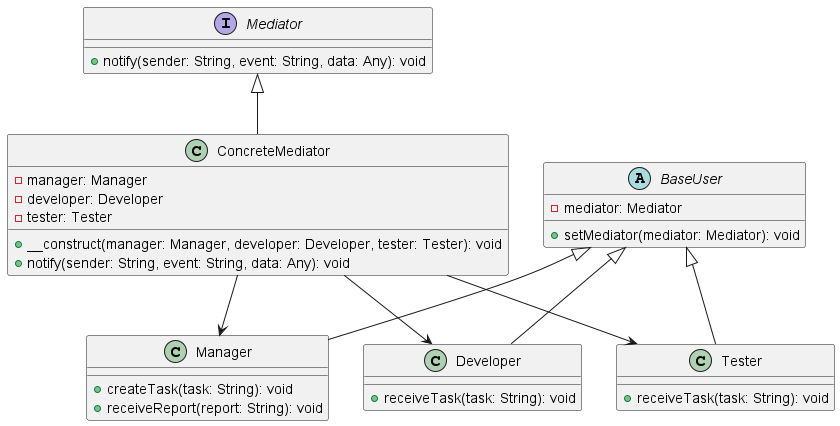 I Mediator
notify(sender: String, event: String, data: Any): void
C ConcreteMediator
manager: Manager
developer: Developer
tester: Tester
__construct(manager: Manager, developer: Developer, tester: Tester): void
notify(sender: String, event: String, data: Any): void
A BaseUser
mediator: Mediator
setMediator(mediator: Mediator): void
C Manager
createTask(task: String): void
receiveReport(report: String): void
C Developer
receiveTask(task: String): void
C Tester
receiveTask(task: String): void